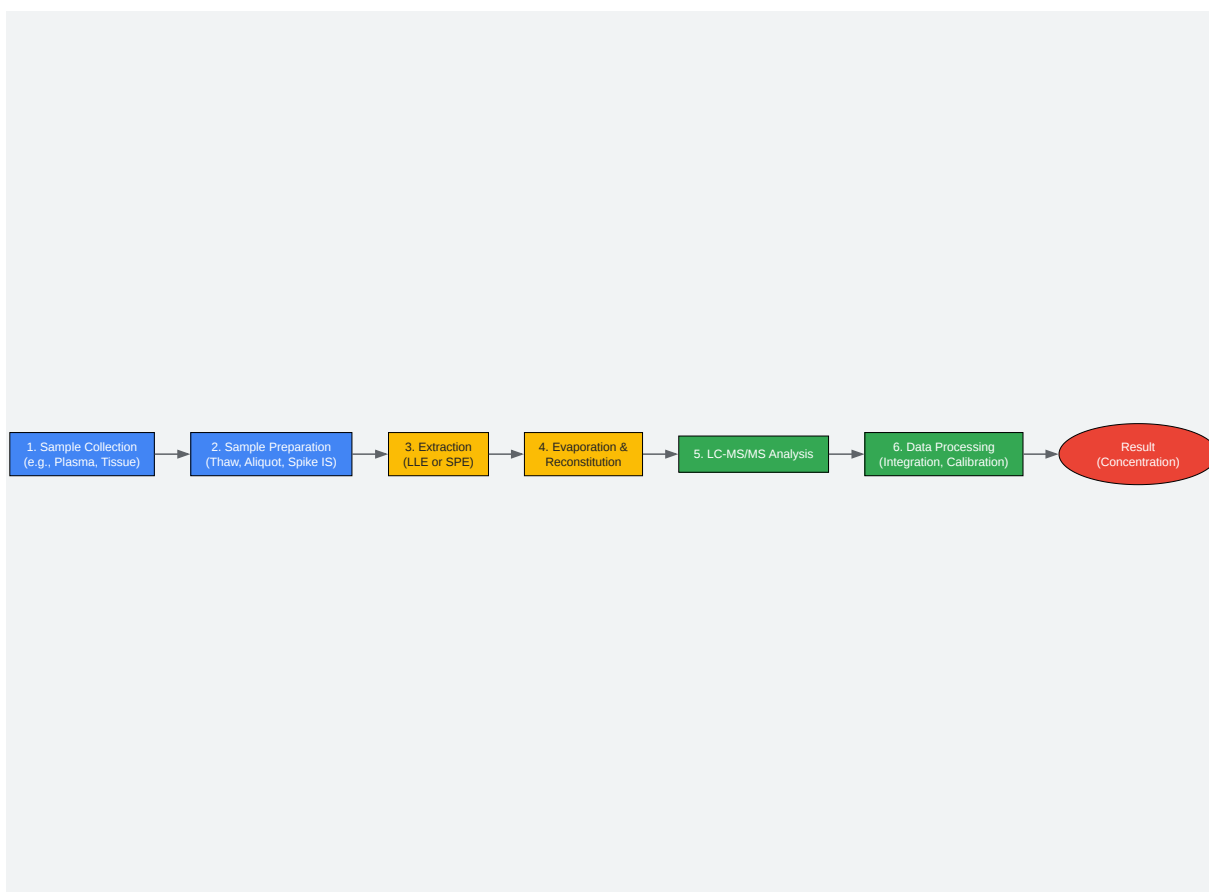 1. Sample Collection
(e.g., Plasma, Tissue)
2. Sample Preparation
(Thaw, Aliquot, Spike IS)
3. Extraction
(LLE or SPE)
4. Evaporation &
Reconstitution
5. LC-MS/MS Analysis
6. Data Processing
(Integration, Calibration)
Result
(Concentration)